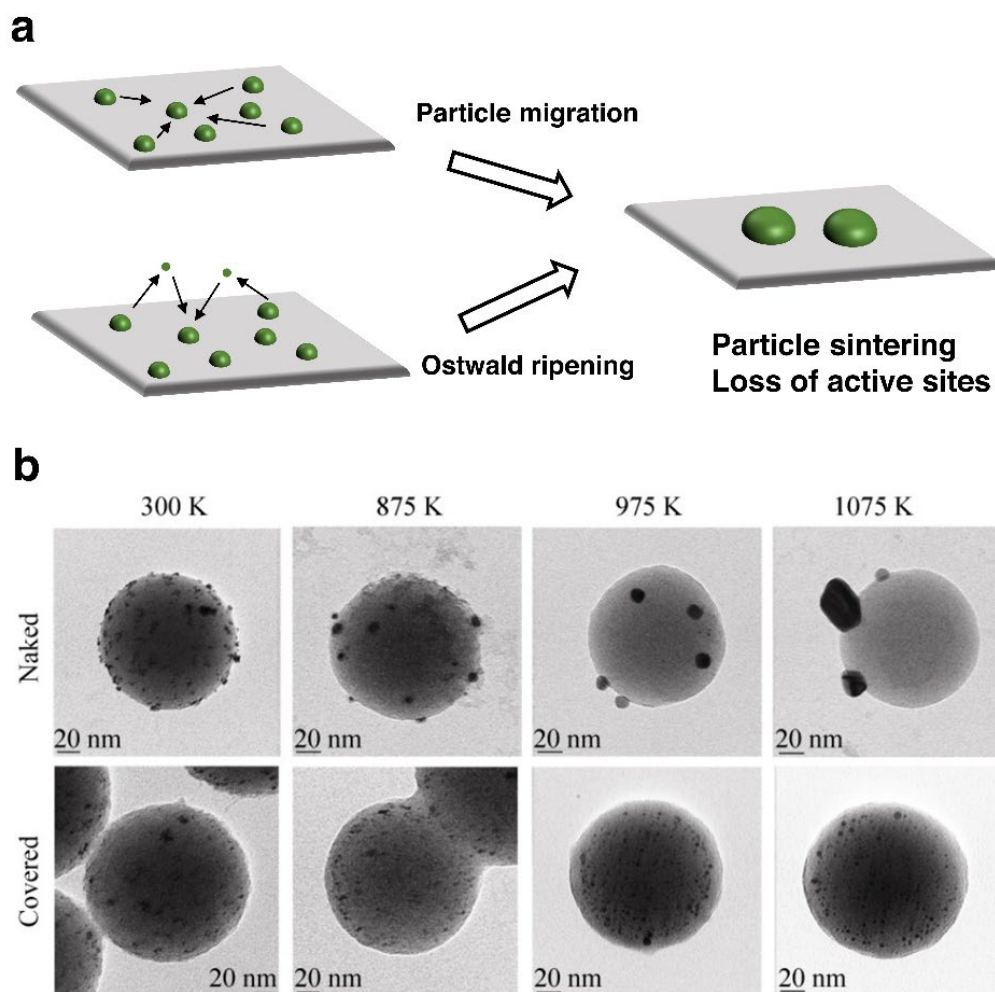 a
Particle migration
Ostwald ripening
Particle sintering
Loss of active sites
b
300 K
875 K
975 K
1075 K
Naked
20 nm
20 nm
20 nm
20 nm
Covered
20 nm
20 nm
20 nm
20 nm